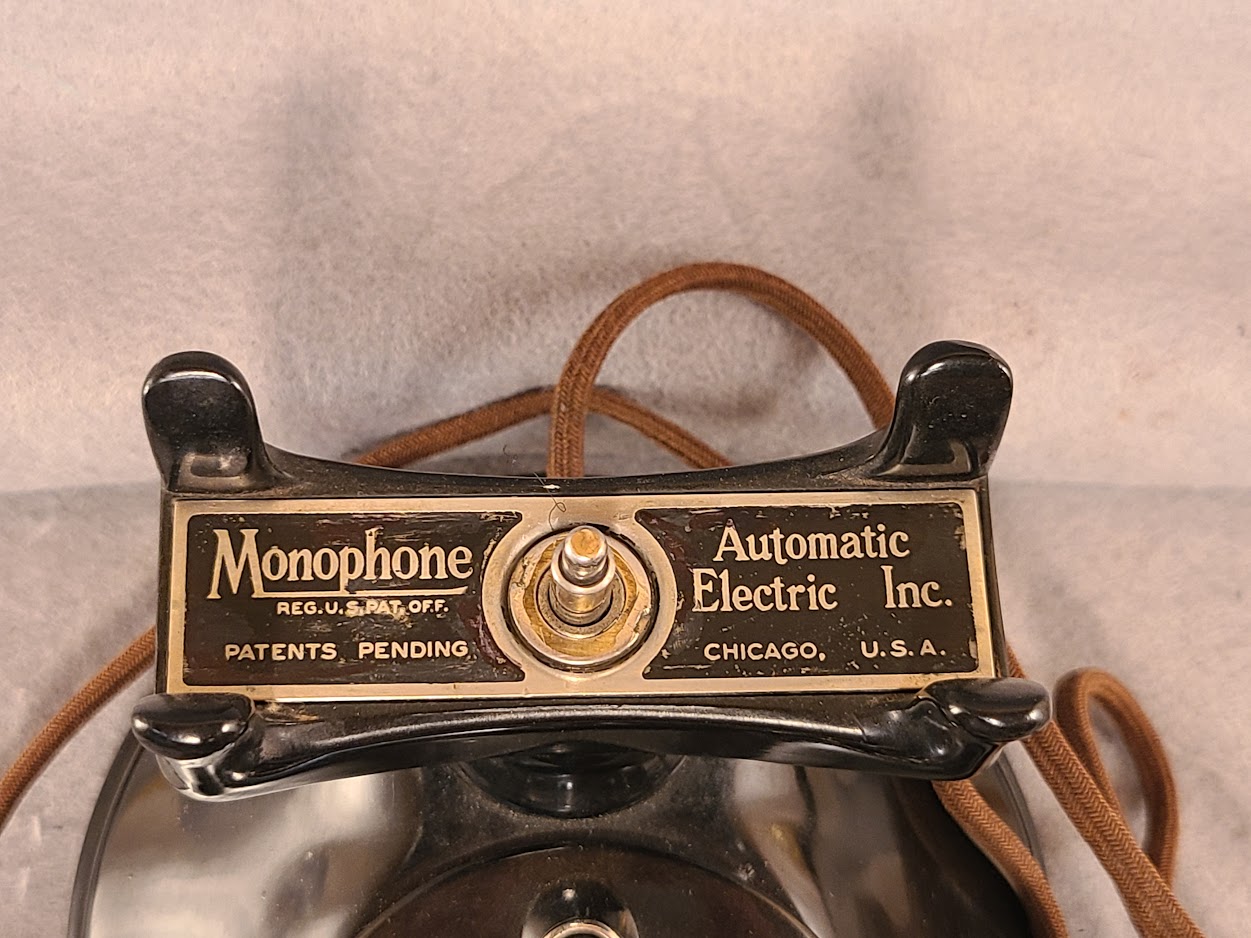 Monophone
REG. U.S. PAT. OFF.
PATENTS PENDING
Automatic
Electric Inc.
CHICAGO, U.S.A.